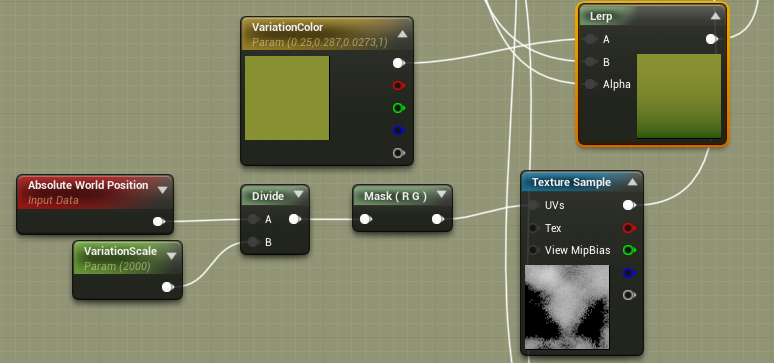 VariationColor
Param (0.25,0.287,0.0273,1)
Lerp
A
B
Alpha
Absolute World Position
Input Data
Divide
A
B
Mask ( R G )
VariationScale
Param (2000)
Texture Sample
UVs
Tex
View MipBias